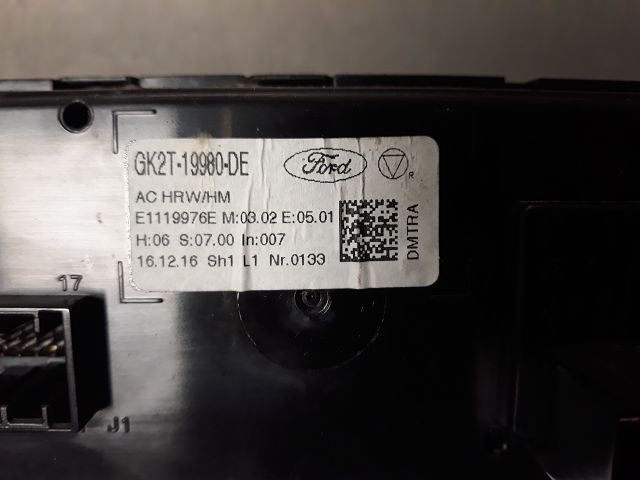 GK2T-19980-DE Ford R
AC HRW/HM
E1119976E M:03.02 E:05.01
H:06 S:07.00 In:007
16.12.16 Sh1 L1 Nr.0133
DMTRA
17
J1